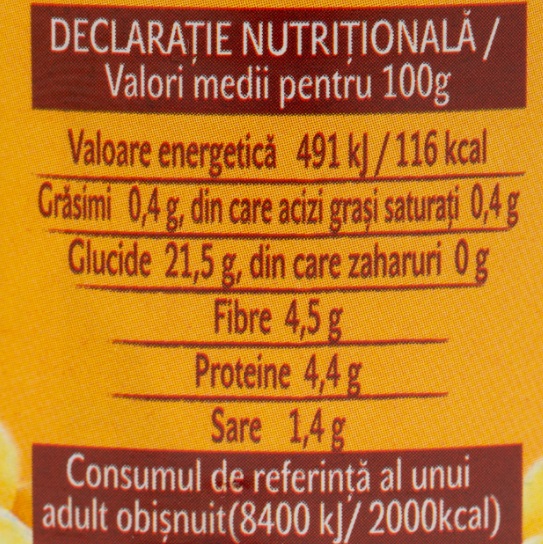 DECLARAȚIE NUTRIȚIONALĂ /
Valori medii pentru 100g
Valoare energetică 491 kJ / 116 kcal
Grăsimi 0,4 g, din care acizi grași saturați 0,4 g
Glucide 21,5 g, din care zaharuri 0 g
Fibre 4,5 g
Proteine 4,4 g
Sare 1,4 g
Consumul de referință al unui
adult obișnuit(8400 kJ/ 2000kcal)